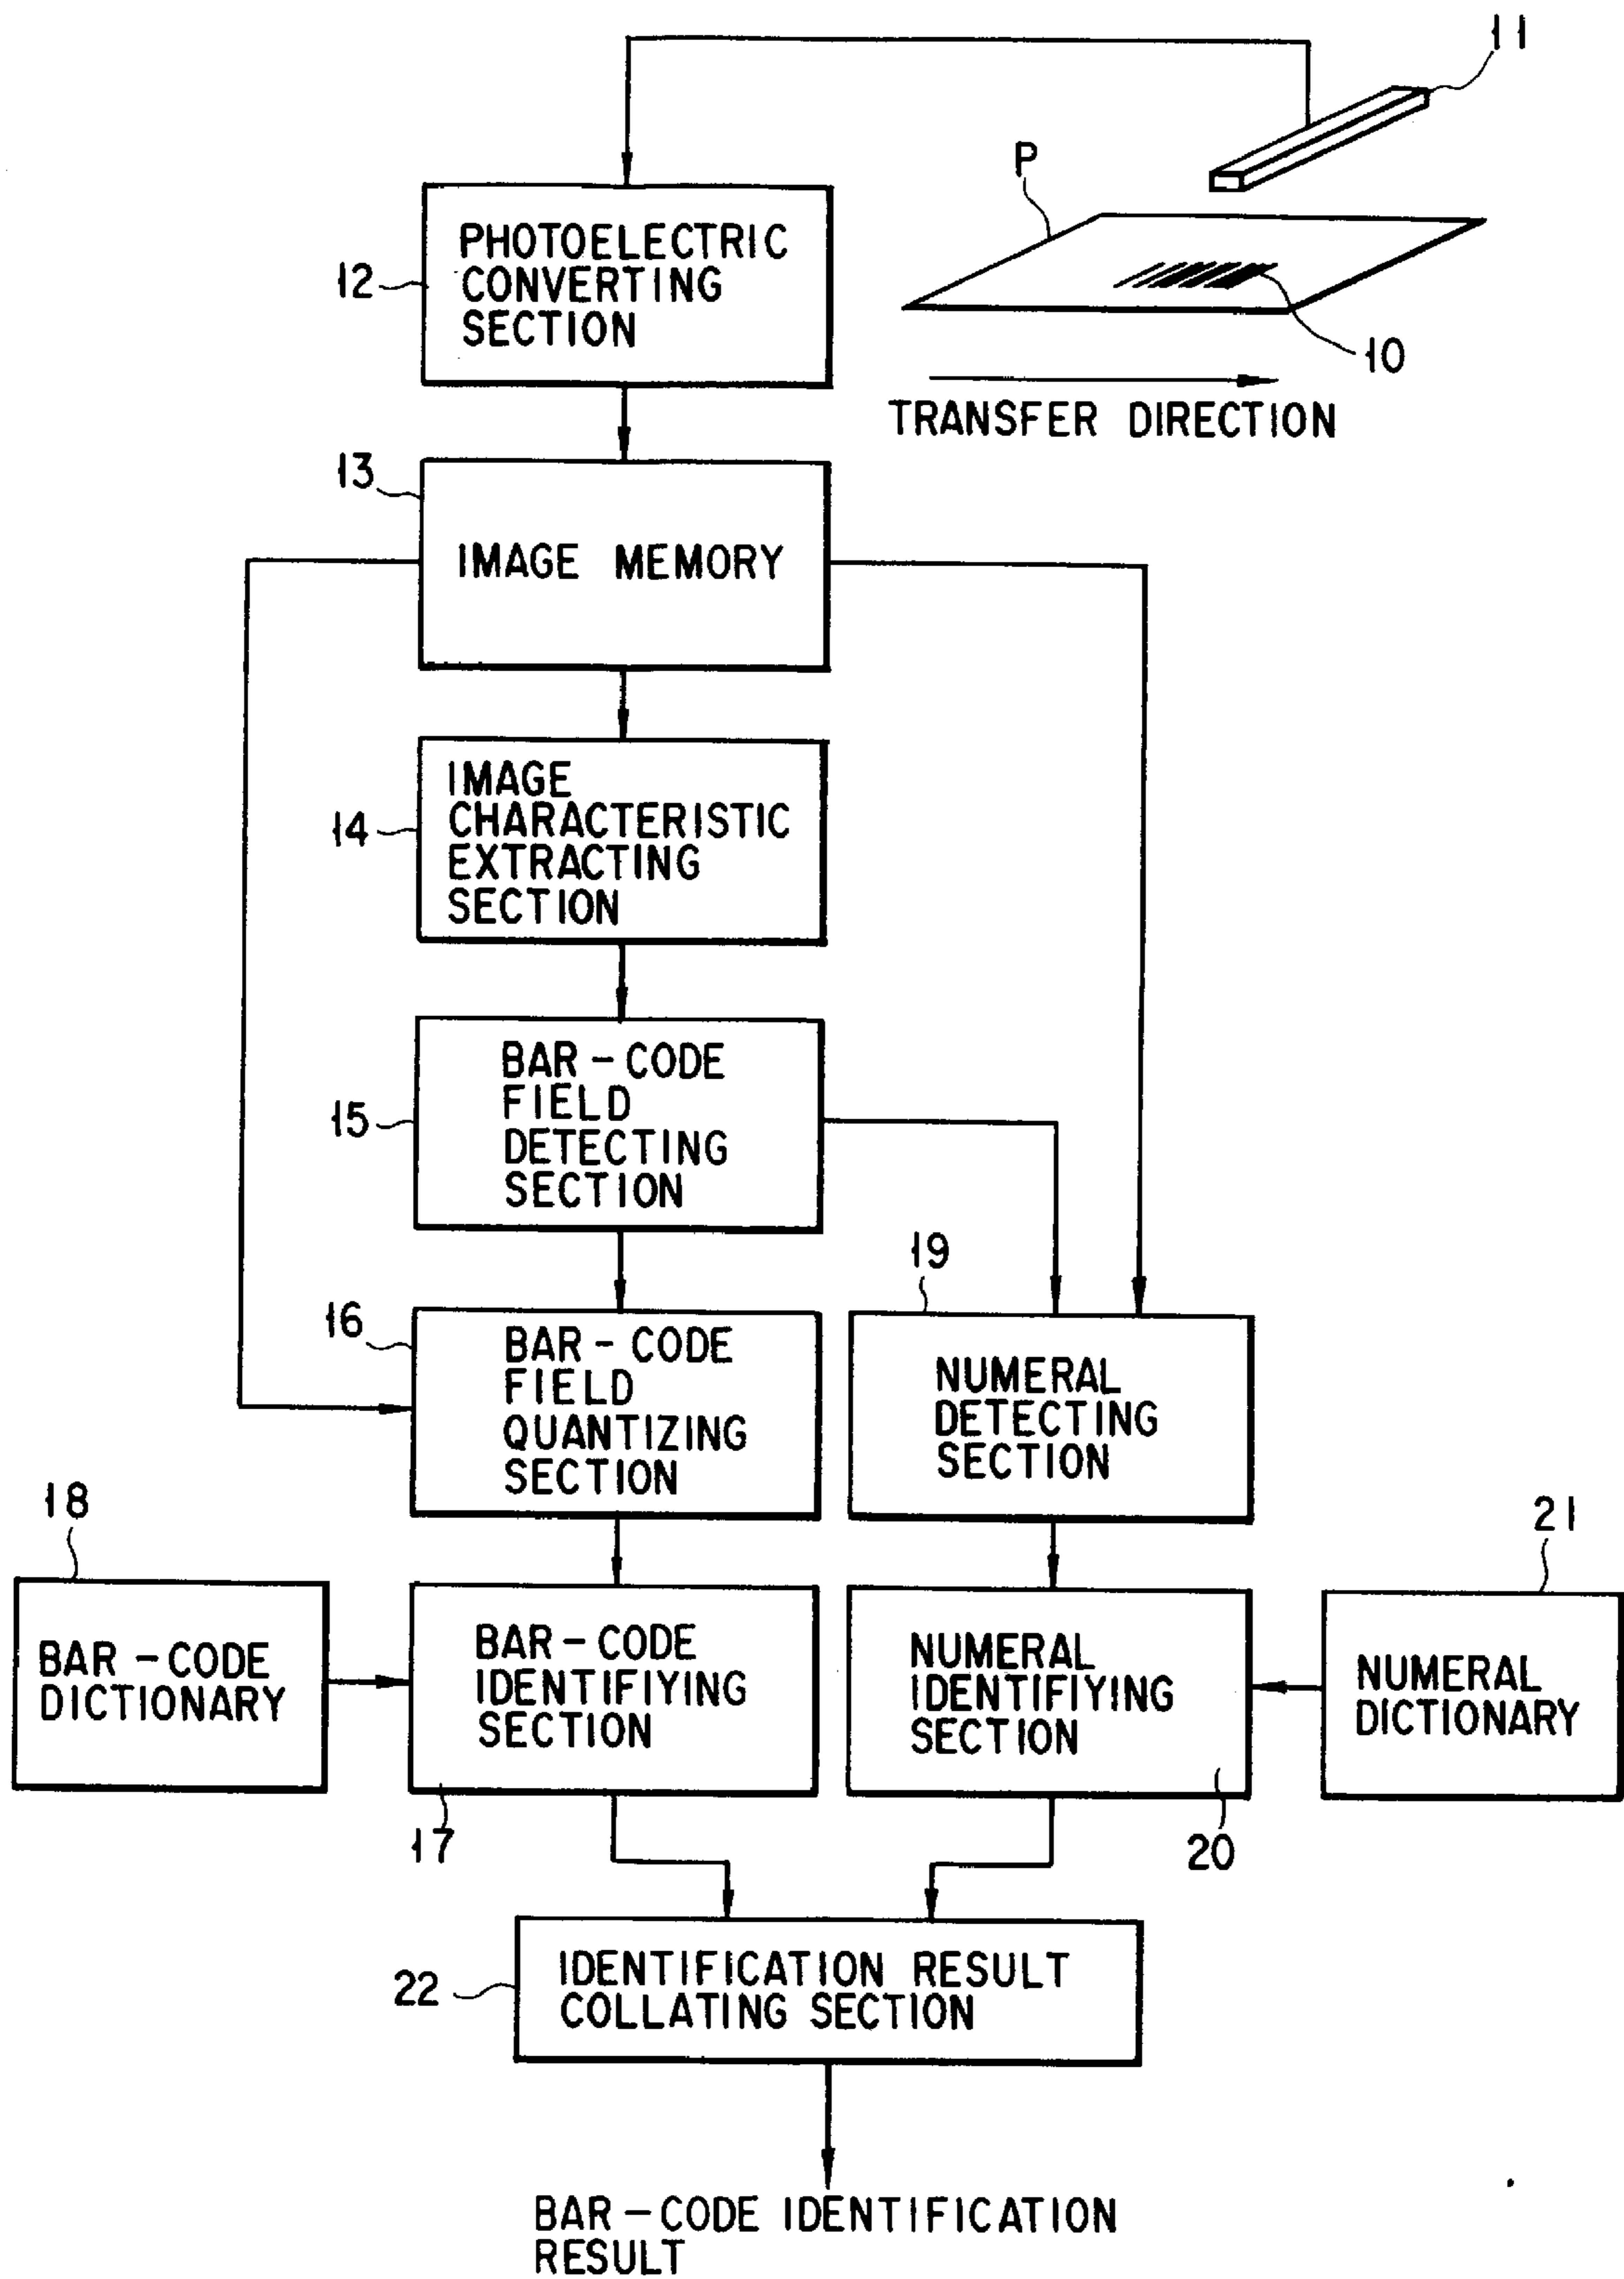 11
P
PHOTOELECTRIC
CONVERTING
SECTION
12
10
TRANSFER DIRECTION
13
IMAGE MEMORY
IMAGE
CHARACTERISTIC
EXTRACTING
SECTION
14
BAR-CODE
FIELD
DETECTING
SECTION
15
19
16
BAR-CODE
FIELD
QUANTIZING
SECTION
NUMERAL
DETECTING
SECTION
18
21
BAR-CODE
DICTIONARY
BAR-CODE
IDENTIFIYING
SECTION
NUMERAL
IDENTIFIYING
SECTION
NUMERAL
DICTIONARY
17
20
22
IDENTIFICATION RESULT
COLLATING SECTION
BAR-CODE IDENTIFICATION
RESULT